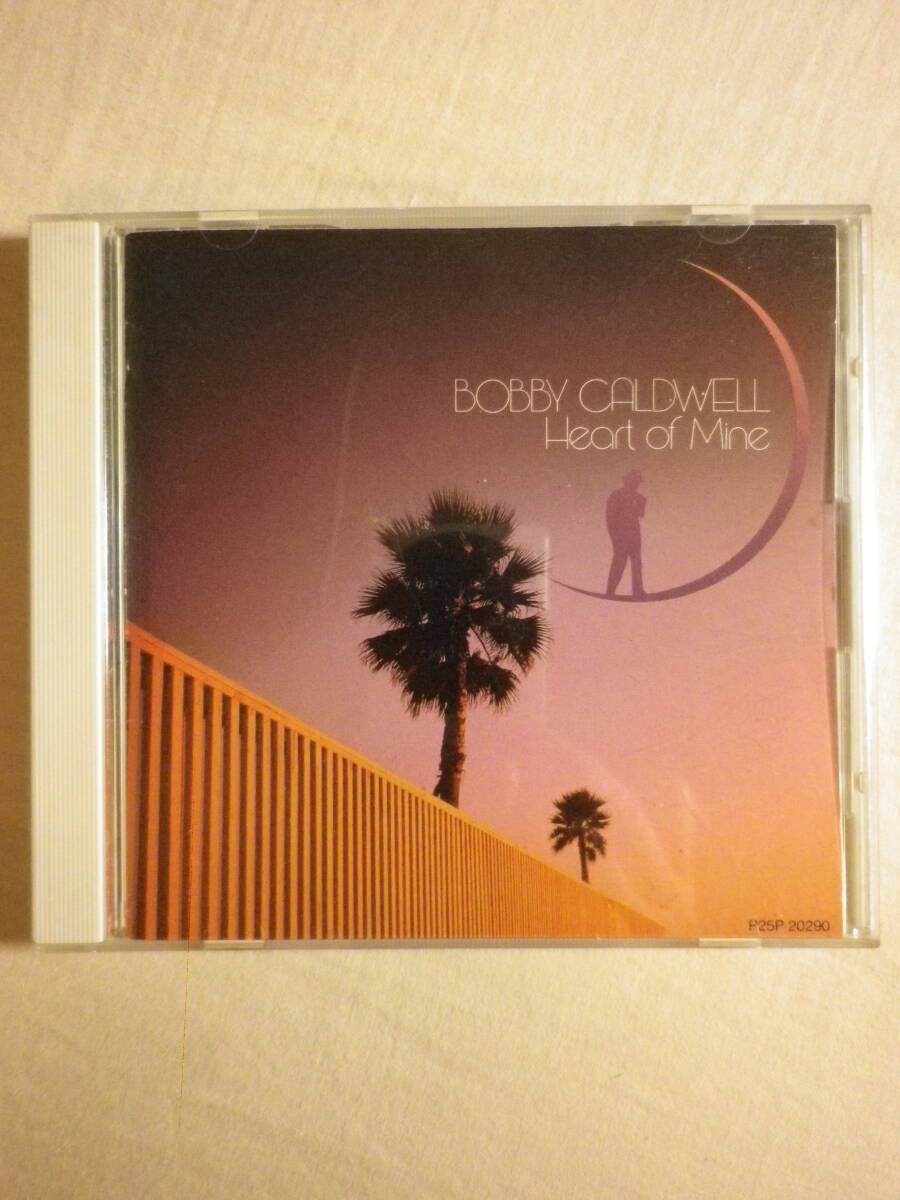 BOBBY CALDWELL
Heart of Mine
P25P 20290